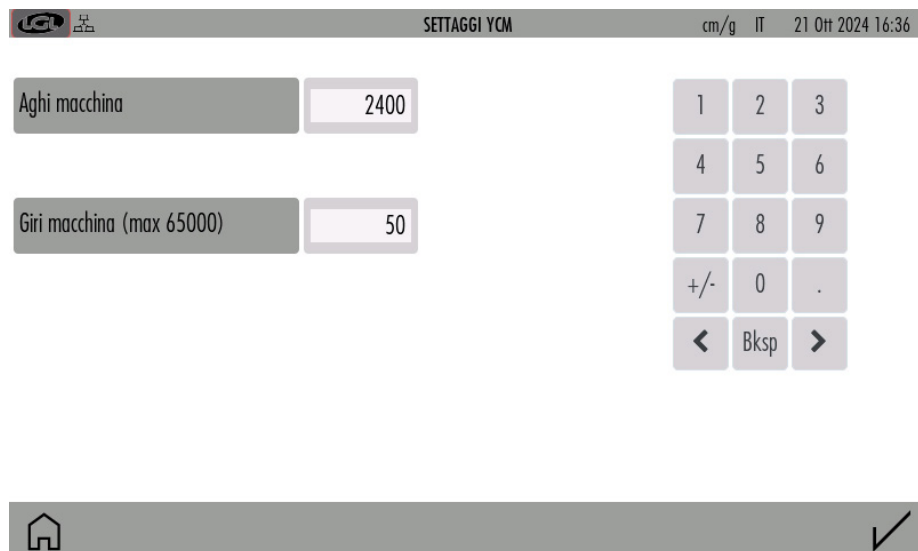 LGL SETTAGGI YCM cm/g IT 21 Ott 2024 16:36
Aghi macchina 2400
1 2 3
4 5 6
Giri macchina (max 65000) 50
7 8 9
+/- 0 .
Bksp